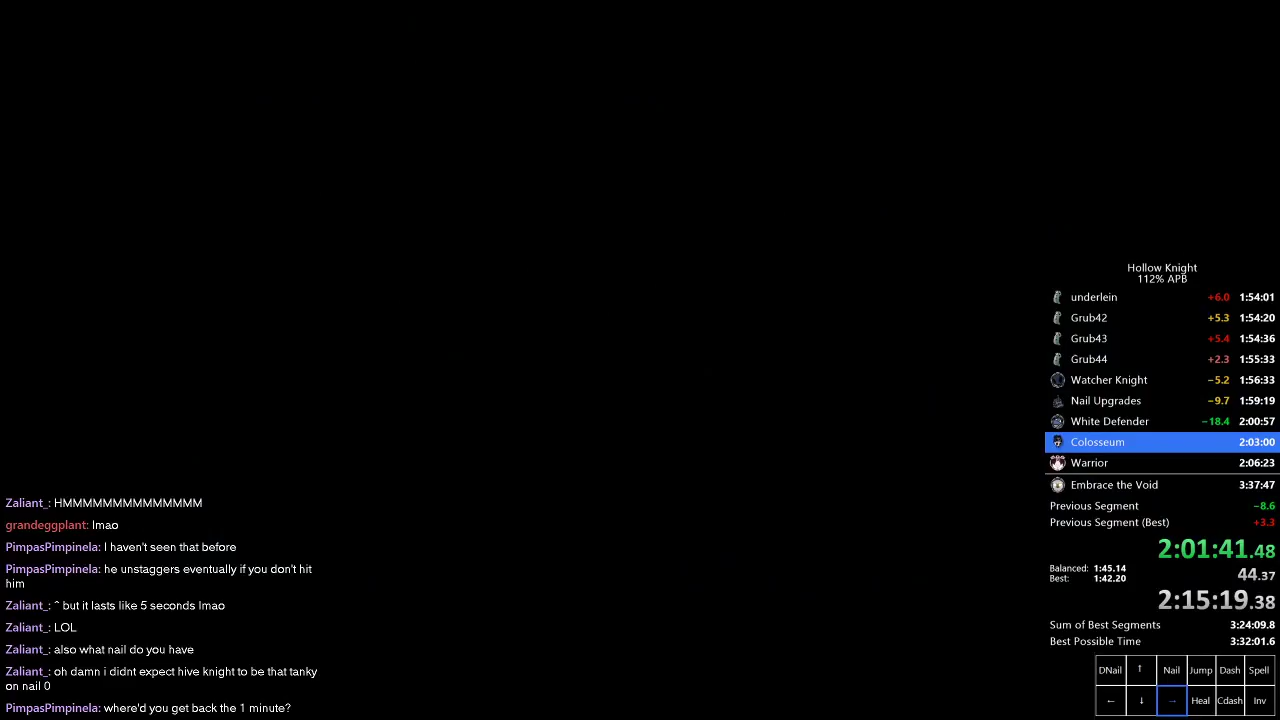 Hollow Knight
112% APB
underlein +6.0 1:54:01
Grub42 +5.3 1:54:20
Grub43 +5.4 1:54:36
Grub44 +2.3 1:55:33
Watcher Knight −5.2 1:56:33
Nail Upgrades −9.7 1:59:19
White Defender −18.4 2:00:57
Colosseum 2:03:00
Warrior 2:06:23
Embrace the Void 3:37:47
Previous Segment −8.6
Previous Segment (Best) +3.3
2:01:41.48
Balanced: 1:45.14
Best: 1:42.20
44.37
2:15:19.38
Sum of Best Segments 3:24:09.8
Best Possible Time 3:32:01.6
DNail ↑ Nail Jump Dash Spell
← ↓ → Heal Cdash Inv
Zaliant_: HMMMMMMMMMMMMMM
grandeggplant: lmao
PimpasPimpinela: I haven't seen that before
PimpasPimpinela: he unstaggers eventually if you don't hit
him
Zaliant_: ^ but it lasts like 5 seconds lmao
Zaliant_: LOL
Zaliant_: also what nail do you have
Zaliant_: oh damn i didnt expect hive knight to be that tanky
on nail 0
PimpasPimpinela: where'd you get back the 1 minute?